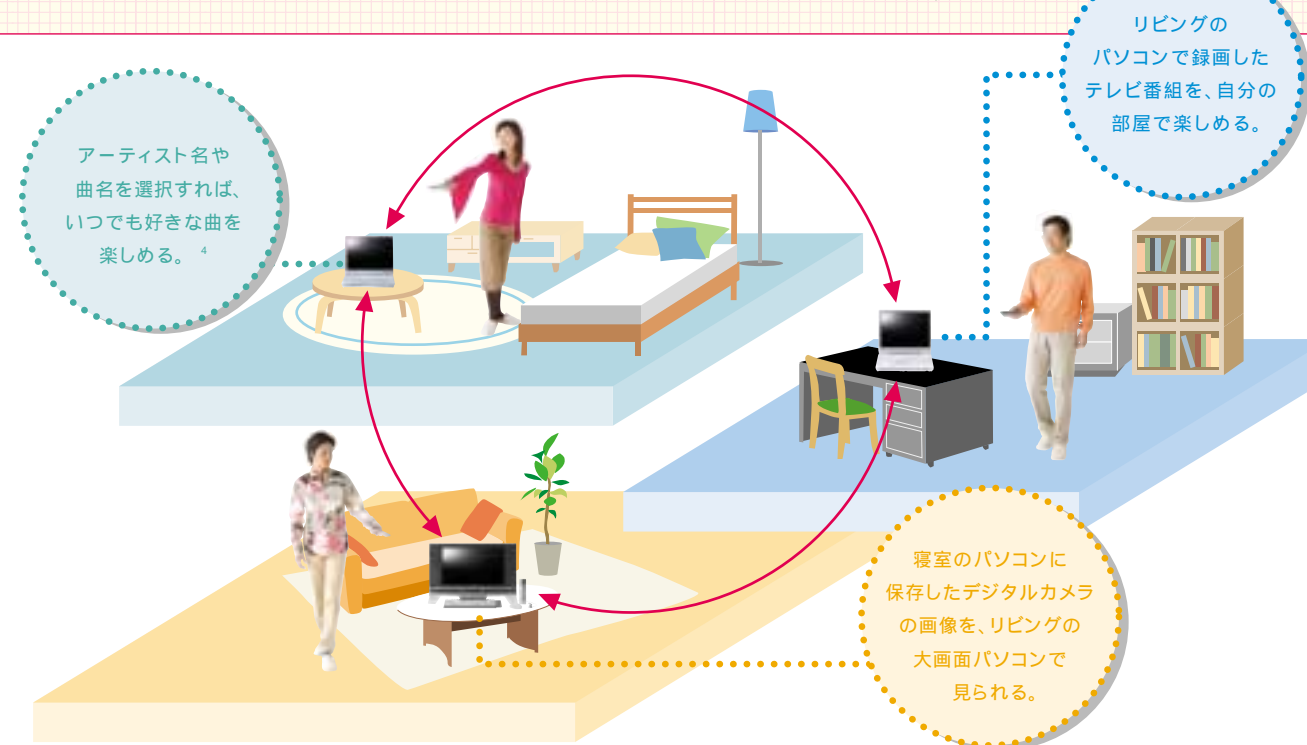 リビングの
パソコンで録画した
テレビ番組を、自分の
部屋で楽しめる。
アーティスト名や
曲名を選択すれば、
いつでも好きな曲を
楽しめる。 4
寝室のパソコンに
保存したデジタルカメラ
の画像を、リビングの
大画面パソコンで
見られる。